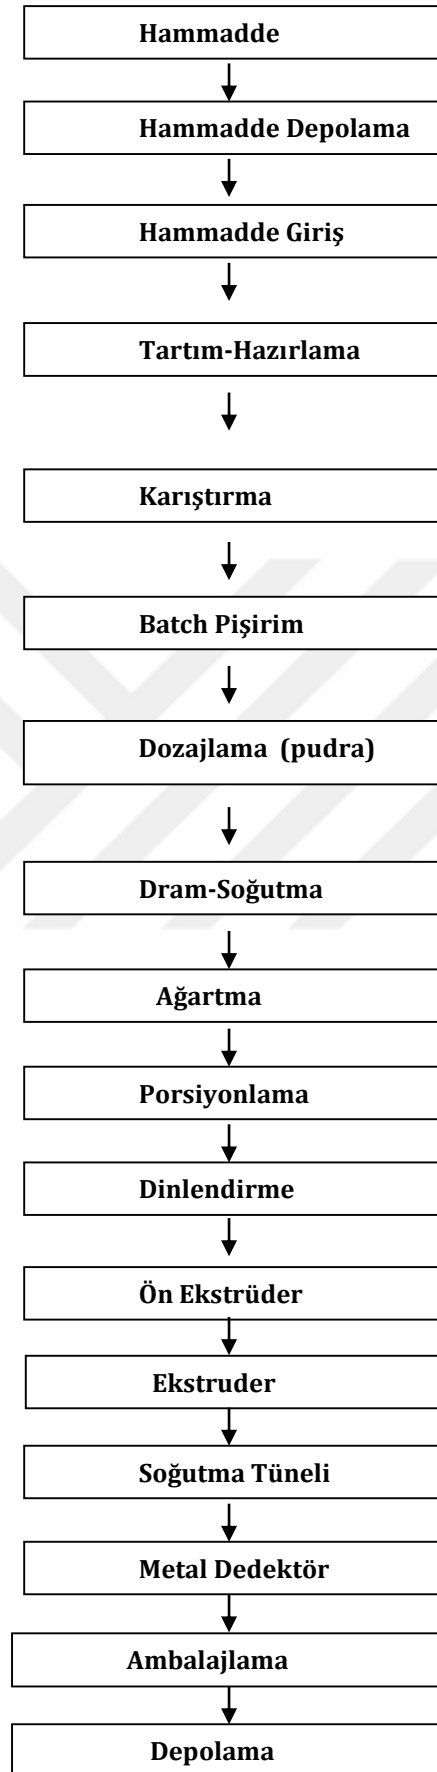 Hammadde
Hammadde Depolama
Hammadde Giriş
Tartım-Hazırlama
Karıştırma
Batch Pişirim
Dozajlama (pudra)
Dram-Soğutma
Ağartma
Porsiyonlama
Dinlendirme
Ön Ekstrüder
Ekstruder
Soğutma Tüneli
Metal Dedektör
Ambalajlama
Depolama